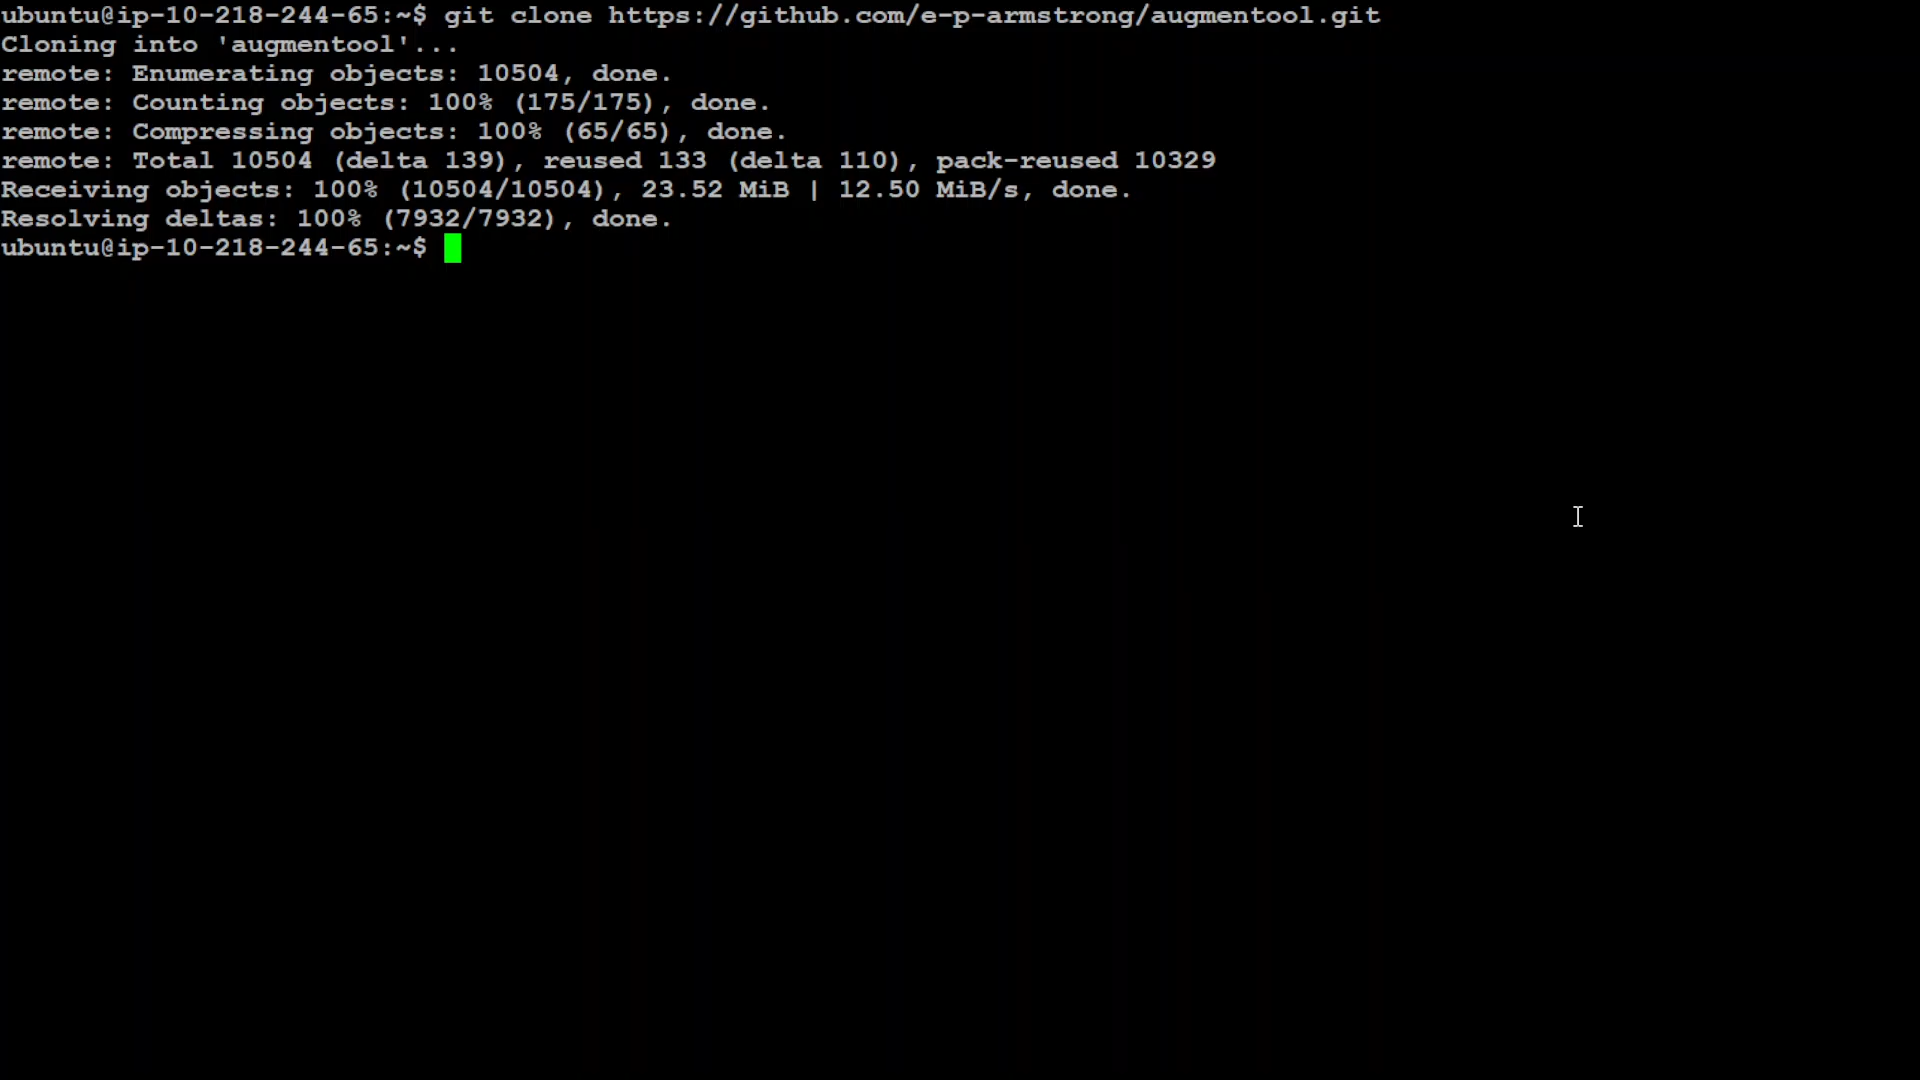 ubuntu@ip-10-218-244-65:~$ git clone https://github.com/e-p-armstrong/augmentool.git
Cloning into 'augmentool'...
remote: Enumerating objects: 10504, done.
remote: Counting objects: 100% (175/175), done.
remote: Compressing objects: 100% (65/65), done.
remote: Total 10504 (delta 139), reused 133 (delta 110), pack-reused 10329
Receiving objects: 100% (10504/10504), 23.52 MiB | 12.50 MiB/s, done.
Resolving deltas: 100% (7932/7932), done.
ubuntu@ip-10-218-244-65:~$